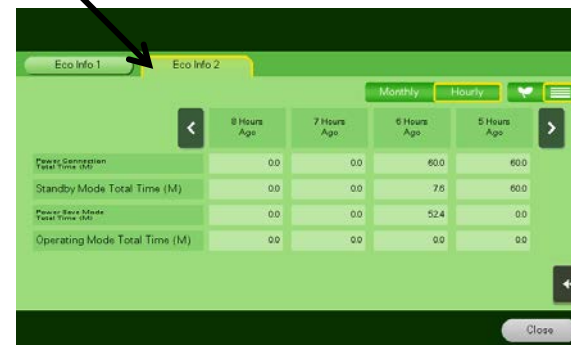 Eco Info 1 Eco Info 2
Monthly Hourly
8 Hours Ago 7 Hours Ago 6 Hours Ago 5 Hours Ago
Power Connection Total Time (M) 0.0 0.0 60.0 60.0
Standby Mode Total Time (M) 0.0 0.0 7.6 60.0
Power Save Mode Total Time (M) 0.0 0.0 52.4 0.0
Operating Mode Total Time (M) 0.0 0.0 0.0 0.0
Close